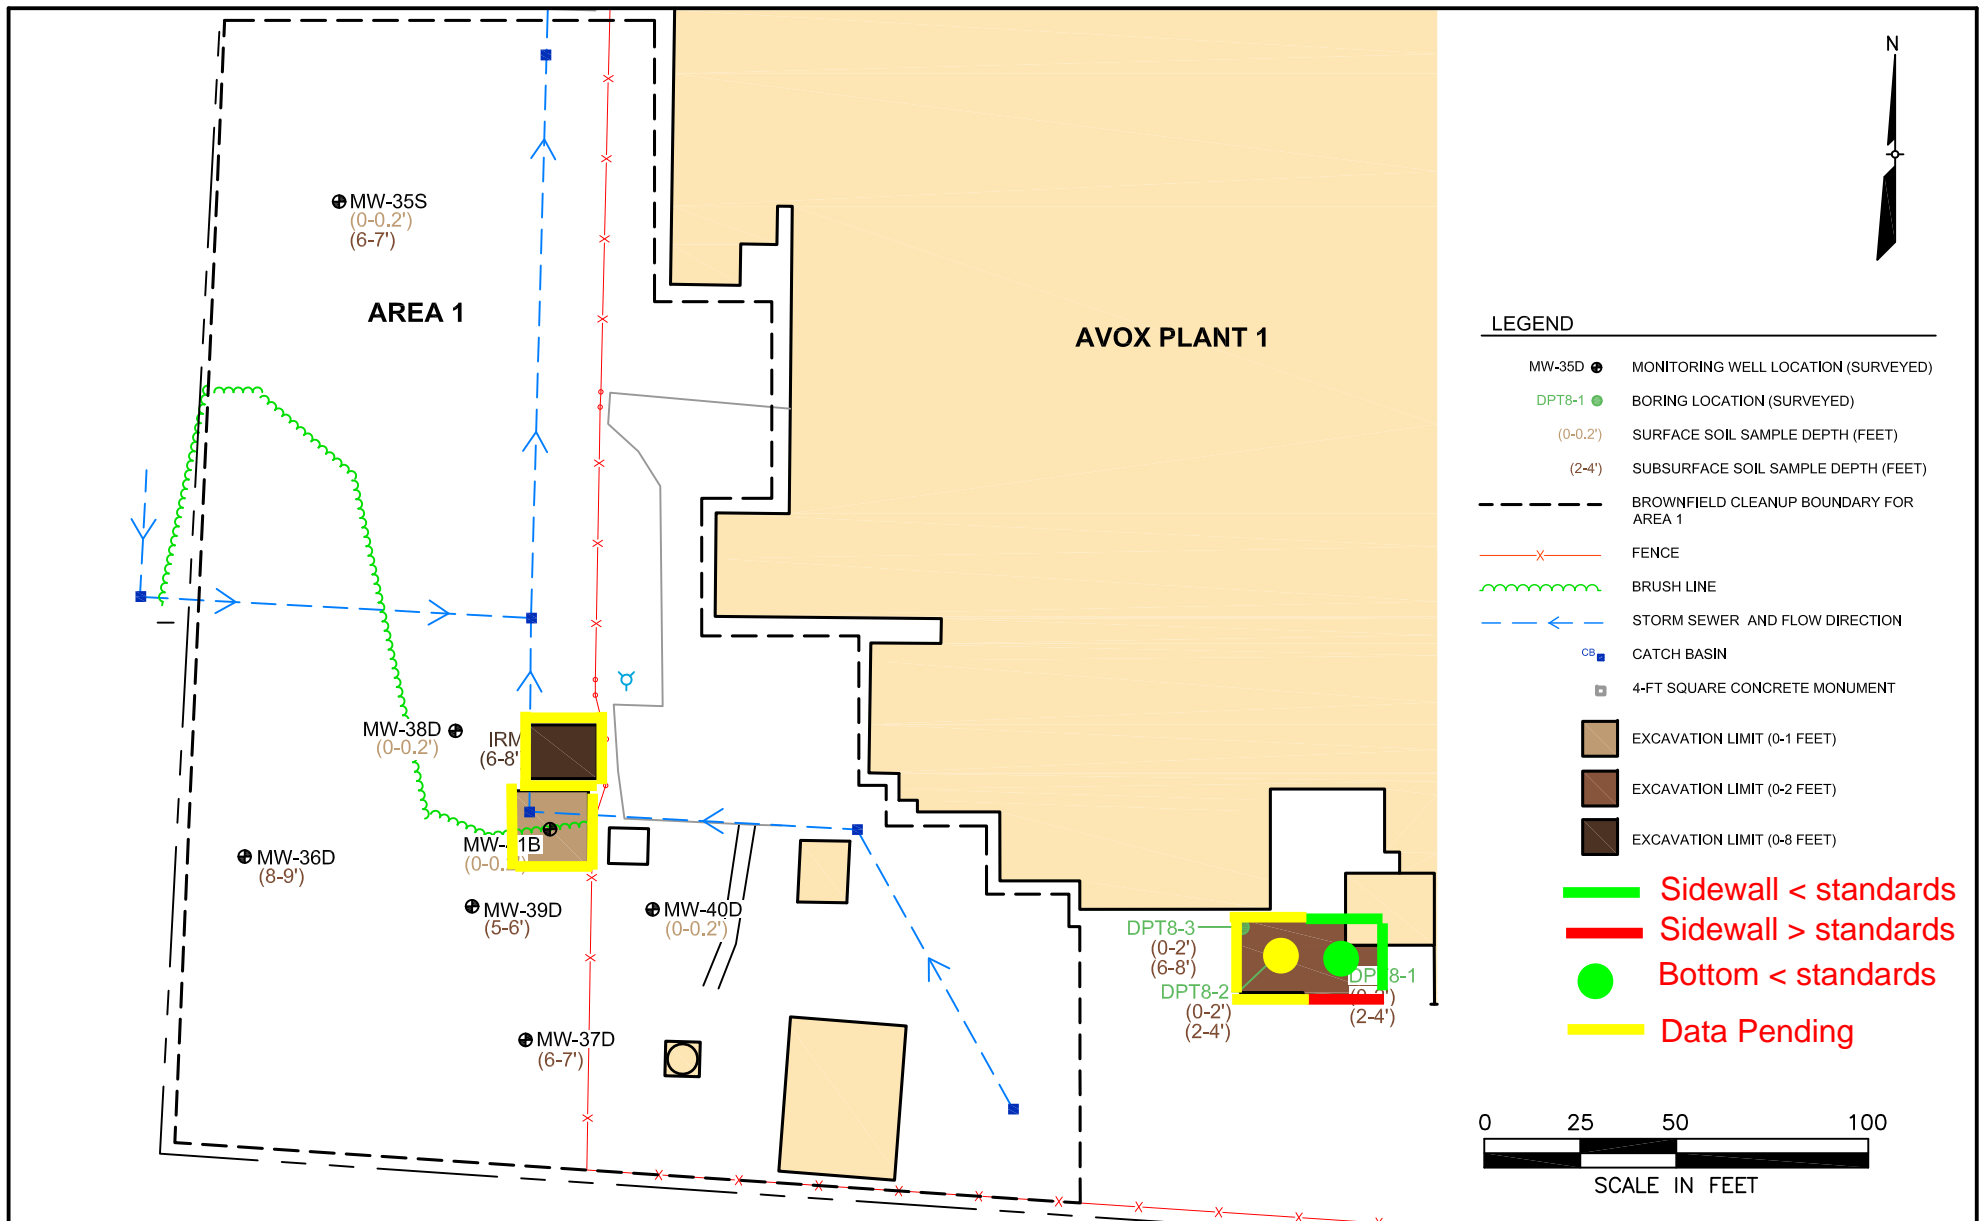 N
MW-35S
(0-0.2')
(6-7')
AREA 1
AVOX PLANT 1
MW-38D
(0-0.2')
IRM
(6-8'
MW-36D
(8-9')
MW-39D
(5-6')
MW-40D
(0-0.2')
MW-37D
(6-7')
DPT8-3
(0-2')
(6-8')
DPT8-2
(0-2')
(2-4')
(2-4')
LEGEND
MW-35D MONITORING WELL LOCATION (SURVEYED)
DPT8-1 BORING LOCATION (SURVEYED)
(0-0.2') SURFACE SOIL SAMPLE DEPTH (FEET)
(2-4') SUBSURFACE SOIL SAMPLE DEPTH (FEET)
BROWNFIELD CLEANUP BOUNDARY FOR
AREA 1
FENCE
BRUSH LINE
STORM SEWER AND FLOW DIRECTION
CB CATCH BASIN
4-FT SQUARE CONCRETE MONUMENT
EXCAVATION LIMIT (0-1 FEET)
EXCAVATION LIMIT (0-2 FEET)
EXCAVATION LIMIT (0-8 FEET)
Sidewall < standards
Sidewall > standards
Bottom < standards
Data Pending
0 25 50 100
SCALE IN FEET